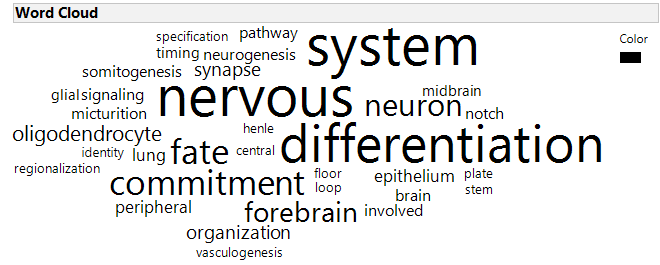 Word Cloud
Color
specification pathway
timing neurogenesis system
somitogenesis synapse
glial signaling nervous neuron midbrain
micturition notch
oligodendrocyte henle differentiation
identity lung fate central
regionalization floor epithelium plate
commitment loop stem
brain
peripheral forebrain involved
organization
vasculogenesis